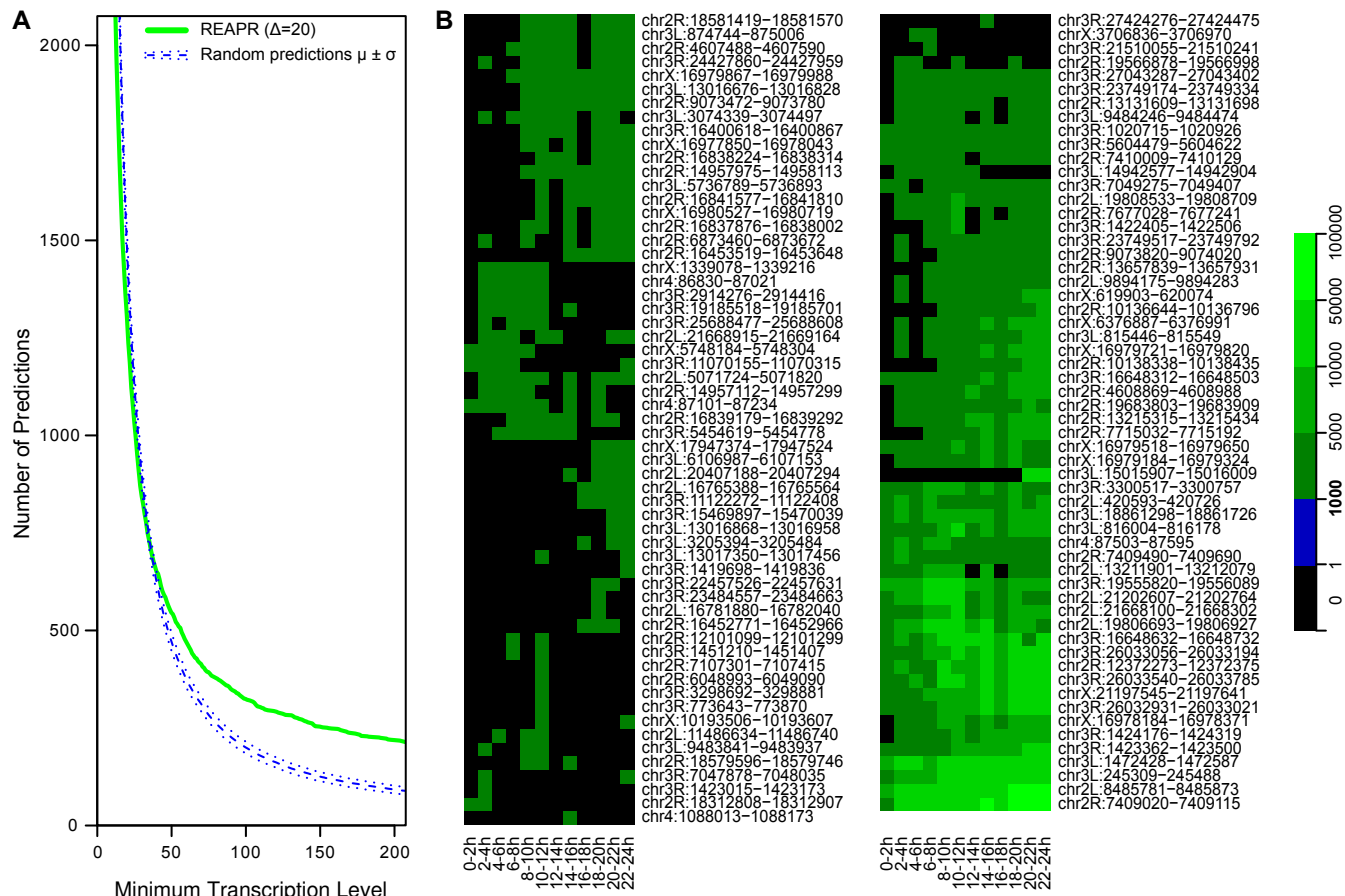 A
REAPR (Δ=20)
Random predictions µ ± σ
2000
1500
1000
500
0
Number of Predictions
0
50
100
150
200
Minimum Transcription Level
B
chr2R:18581419−18581570
chr3L:874744−875006
chr2R:4607488−4607590
chr3R:24427860−24427959
chrX:16979867−16979988
chr3L:13016676−13016828
chr2R:9073472−9073780
chr3L:3074339−3074497
chr3R:16400618−16400867
chrX:16977850−16978043
chr2R:16838224−16838314
chr2R:14957975−14958113
chr3L:5736789−5736893
chr2R:16841577−16841810
chrX:16980527−16980719
chr2R:16837876−16838002
chr2R:6873460−6873672
chr2R:16453519−16453648
chrX:1339078−1339216
chr4:86830−87021
chr3R:2914276−2914416
chr3R:19185518−19185701
chr3R:25688477−25688608
chr2L:21668915−21669164
chrX:5748184−5748304
chr3R:11070155−11070315
chr2L:5071724−5071820
chr2R:14957112−14957299
chr4:87101−87234
chr2R:16839179−16839292
chr3R:5454619−5454778
chrX:17947374−17947524
chr3L:6106987−6107153
chr2L:20407188−20407294
chr2L:16765388−16765564
chr3R:11122272−11122408
chr3R:15469897−15470039
chr3L:13016868−13016958
chr3L:3205394−3205484
chr3L:13017350−13017456
chr3R:1419698−1419836
chr3R:22457526−22457631
chr3R:23484557−23484663
chr2L:16781880−16782040
chr2R:16452771−16452966
chr2R:12101099−12101299
chr3R:1451210−1451407
chr2R:7107301−7107415
chr2R:6048993−6049090
chr3R:3298692−3298881
chr3R:773643−773870
chrX:10193506−10193607
chr2L:11486634−11486740
chr3L:9483841−9483937
chr2R:18579596−18579746
chr3R:7047878−7048035
chr3R:1423015−1423173
chr2R:18312808−18312907
chr4:1088013−1088173
0-2h
2-4h
4-6h
6-8h
8-10h
10-12h
12-14h
14-16h
16-18h
18-20h
20-22h
22-24h
chr3R:27424276−27424475
chrX:3706836−3706970
chr3R:21510055−21510241
chr2R:19566878−19566998
chr3R:27043287−27043402
chr3R:23749174−23749334
chr2R:13131609−13131698
chr3L:9484246−9484474
chr3R:1020715−1020926
chr3R:5604479−5604622
chr2R:7410009−7410129
chr3L:14942577−14942904
chr3R:7049275−7049407
chr2L:19808533−19808709
chr2R:7677028−7677241
chr3R:1422405−1422506
chr3R:23749517−23749792
chr2R:9073820−9074020
chr2R:13657839−13657931
chr2L:9894175−9894283
chrX:619903−620074
chr2R:10136644−10136796
chrX:6376887−6376991
chr3L:815446−815549
chrX:16979721−16979820
chr2R:10138338−10138435
chr3R:16648312−16648503
chr2R:4608869−4608988
chr2R:19683803−19683909
chr2R:13215315−13215434
chr2R:7715032−7715192
chrX:16979518−16979650
chrX:16979184−16979324
chr3L:15015907−15016009
chr3R:3300517−3300757
chr2L:420593−420726
chr3L:18861298−18861726
chr3L:816004−816178
chr4:87503−87595
chr2R:7409490−7409690
chr2L:13211901−13212079
chr3R:19555820−19556089
chr2L:21202607−21202764
chr2L:21668100−21668302
chr2L:19806693−19806927
chr3R:16648632−16648732
chr3R:26033056−26033194
chr2R:12372273−12372375
chr3R:26033540−26033785
chrX:21197545−21197641
chr3R:26032931−26033021
chrX:16978184−16978371
chr3R:1424176−1424319
chr3R:1423362−1423500
chr3L:1472428−1472587
chr3L:245309−245488
chr2L:8485781−8485873
chr2R:7409020−7409115
0-2h
2-4h
4-6h
6-8h
8-10h
10-12h
12-14h
14-16h
16-18h
18-20h
20-22h
22-24h
100000
50000
10000
5000
1000
1
0